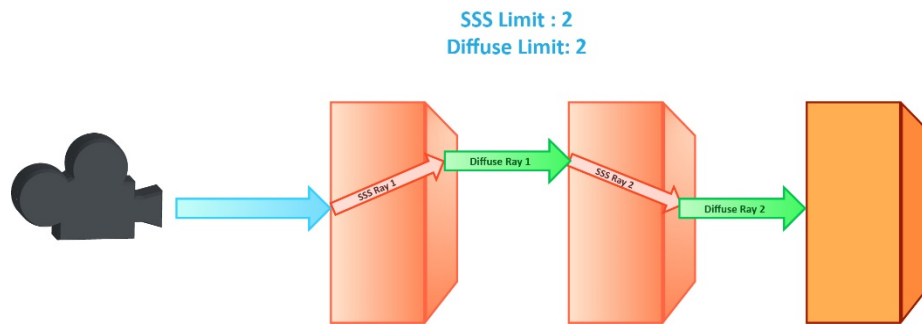 SSS Limit : 2
Diffuse Limit: 2
SSS Ray 1
Diffuse Ray 1
SSS Ray 2
Diffuse Ray 2